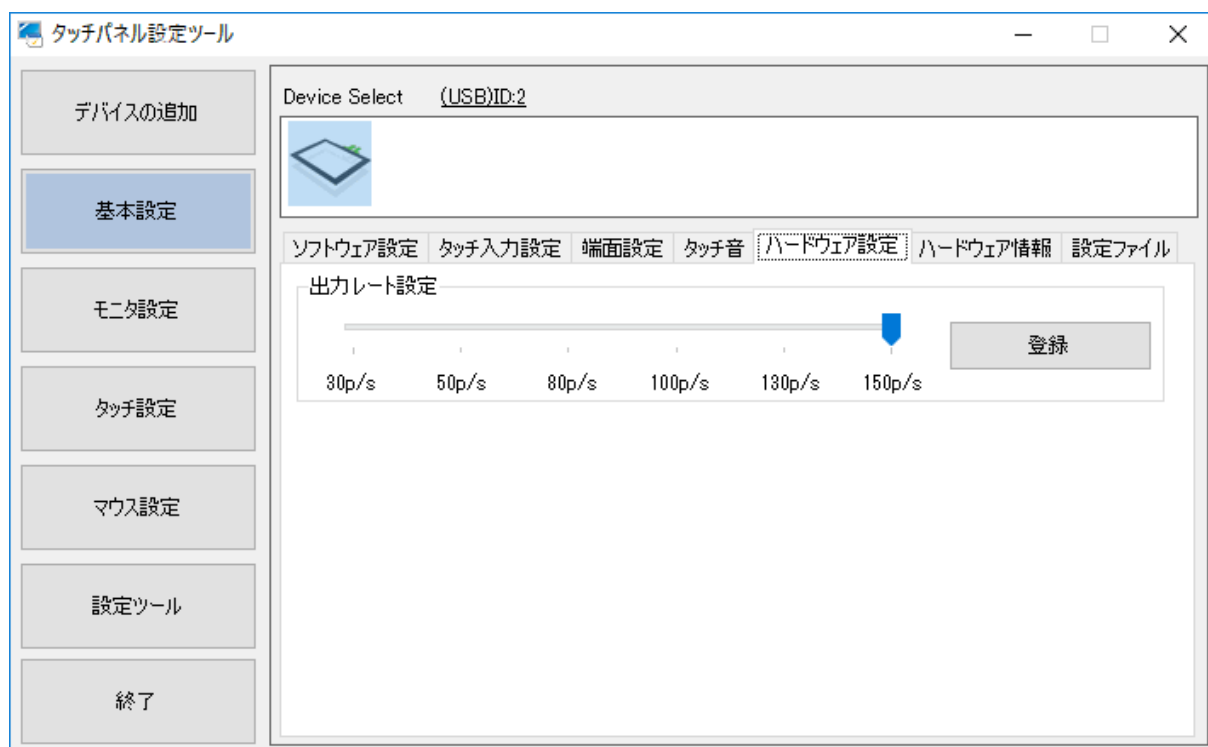 タッチパネル設定ツール
デバイスの追加
基本設定
モニタ設定
タッチ設定
マウス設定
設定ツール
終了
Device Select (USB)ID:2
ソフトウェア設定 タッチ入力設定 端面設定 タッチ音 ハードウェア設定 ハードウェア情報 設定ファイル
出力レート設定
30p/s 50p/s 80p/s 100p/s 130p/s 150p/s
登録